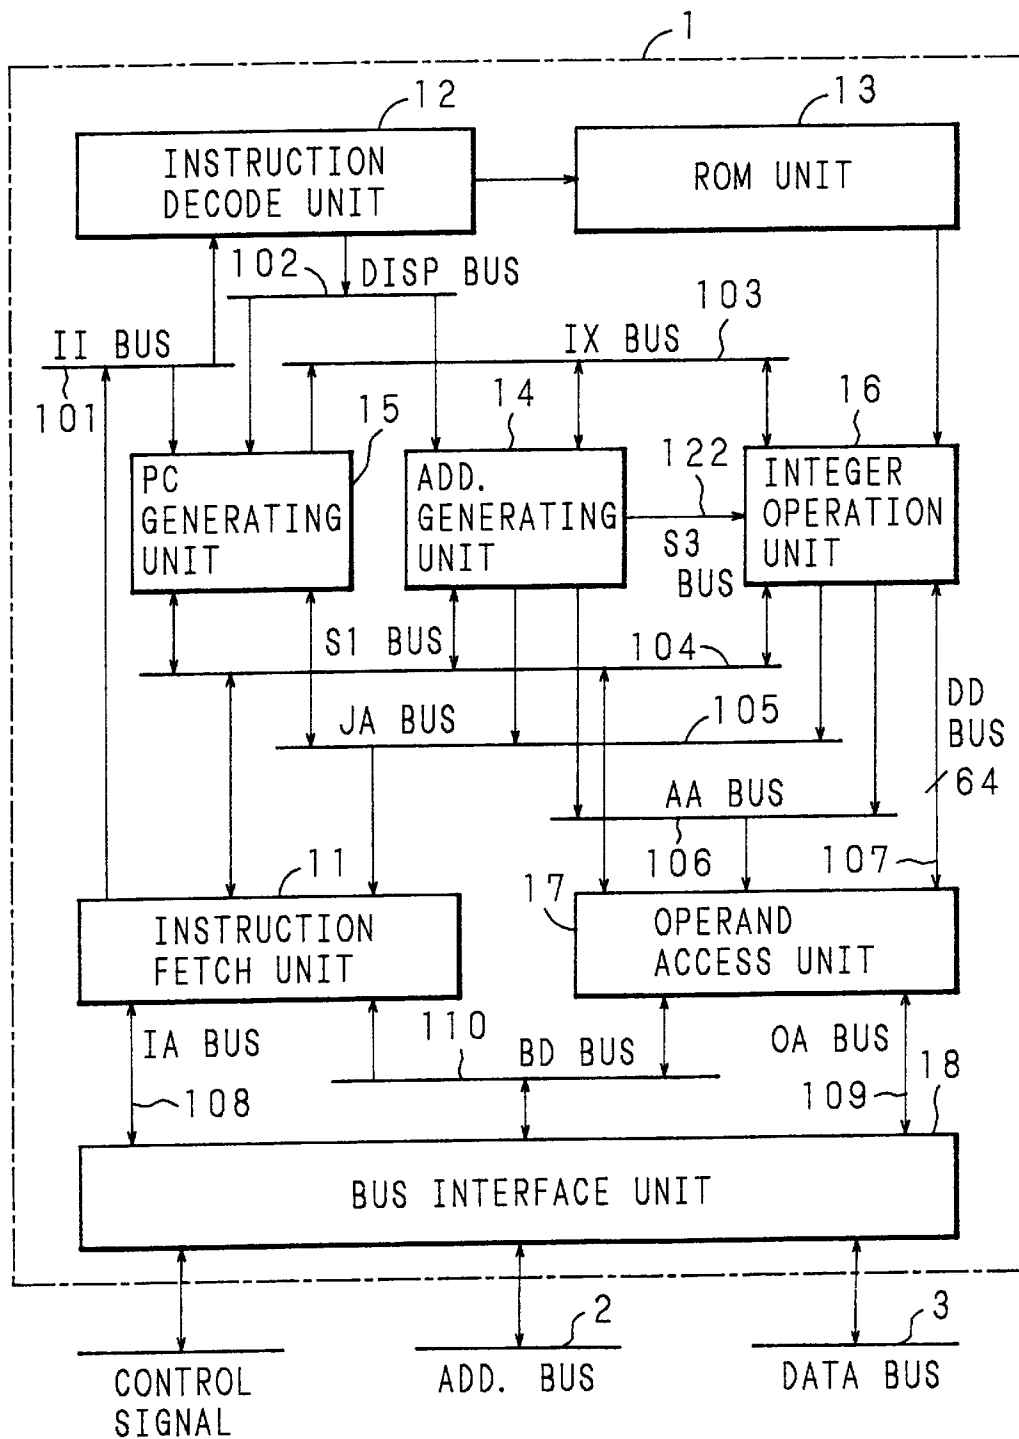 1
12
13
INSTRUCTION
DECODE UNIT
ROM UNIT
102
DISP BUS
103
II BUS
IX BUS
101
15
14
16
122
PC
GENERATING
UNIT
ADD.
GENERATING
UNIT
INTEGER
OPERATION
UNIT
S3
BUS
S1 BUS
104
DD
BUS
JA BUS
105
64
AA BUS
106
107
11
17
INSTRUCTION
FETCH UNIT
OPERAND
ACCESS UNIT
IA BUS
110
BD BUS
OA BUS
108
109
18
BUS INTERFACE UNIT
2
3
CONTROL
SIGNAL
ADD. BUS
DATA BUS